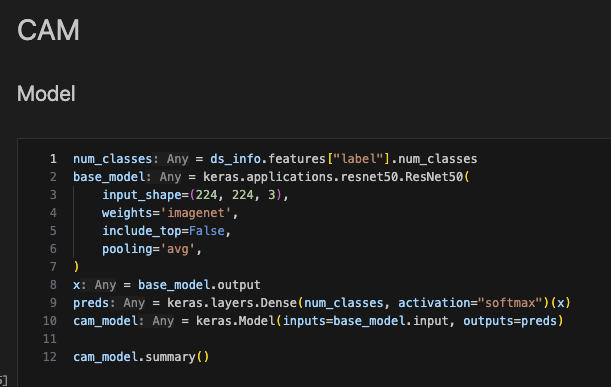 CAM
Model
1 num_classes: Any = ds_info.features["label"].num_classes
2 base_model: Any = keras.applications.resnet50.ResNet50(
3     input_shape=(224, 224, 3),
4     weights='imagenet',
5     include_top=False,
6     pooling='avg',
7 )
8 x: Any = base_model.output
9 preds: Any = keras.layers.Dense(num_classes, activation="softmax")(x)
10 cam_model: Any = keras.Model(inputs=base_model.input, outputs=preds)
11
12 cam_model.summary()